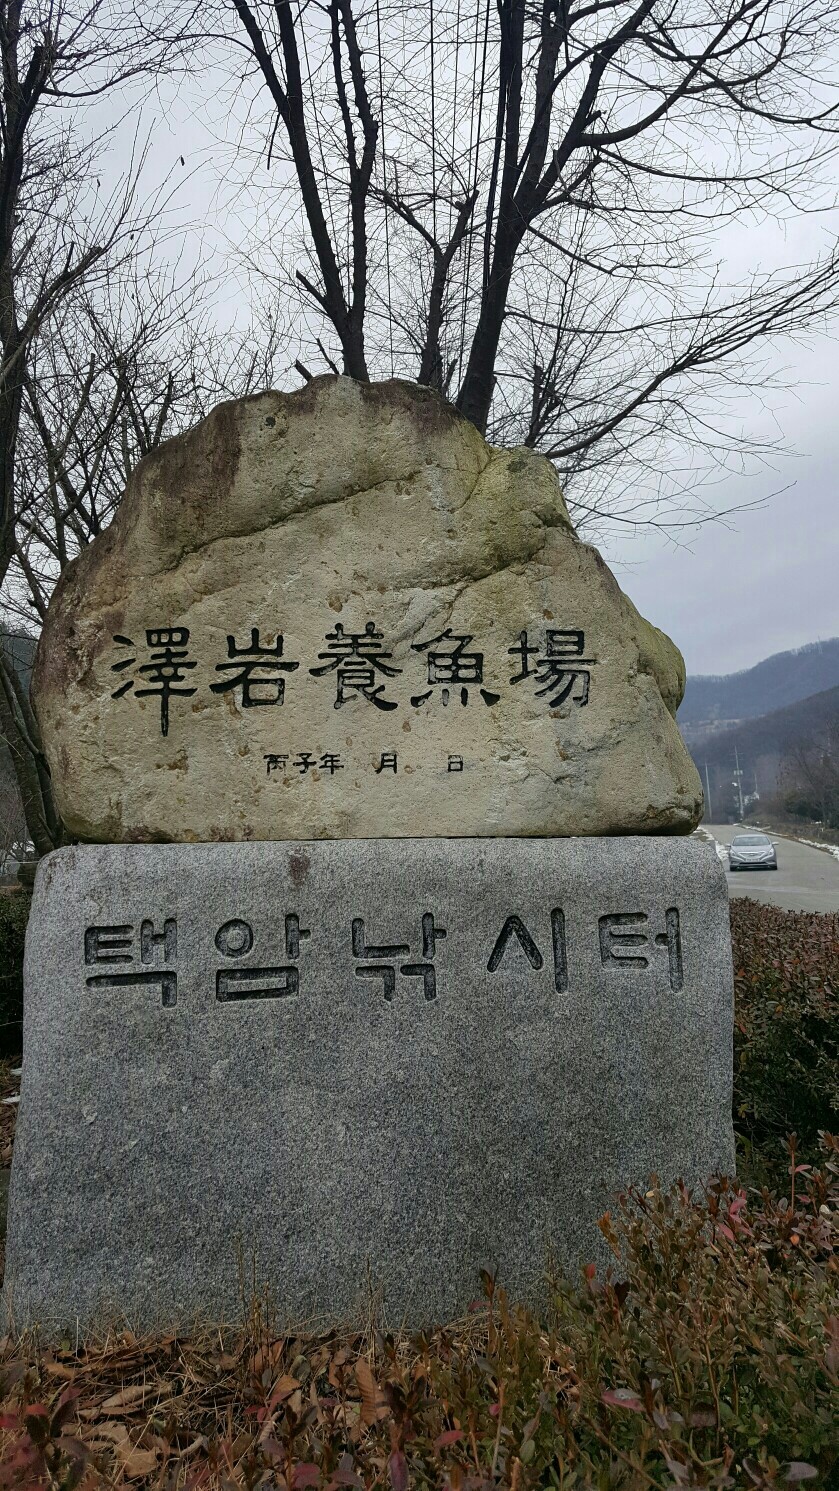 澤岩養魚場
丙子年 月 日
택암낚시터